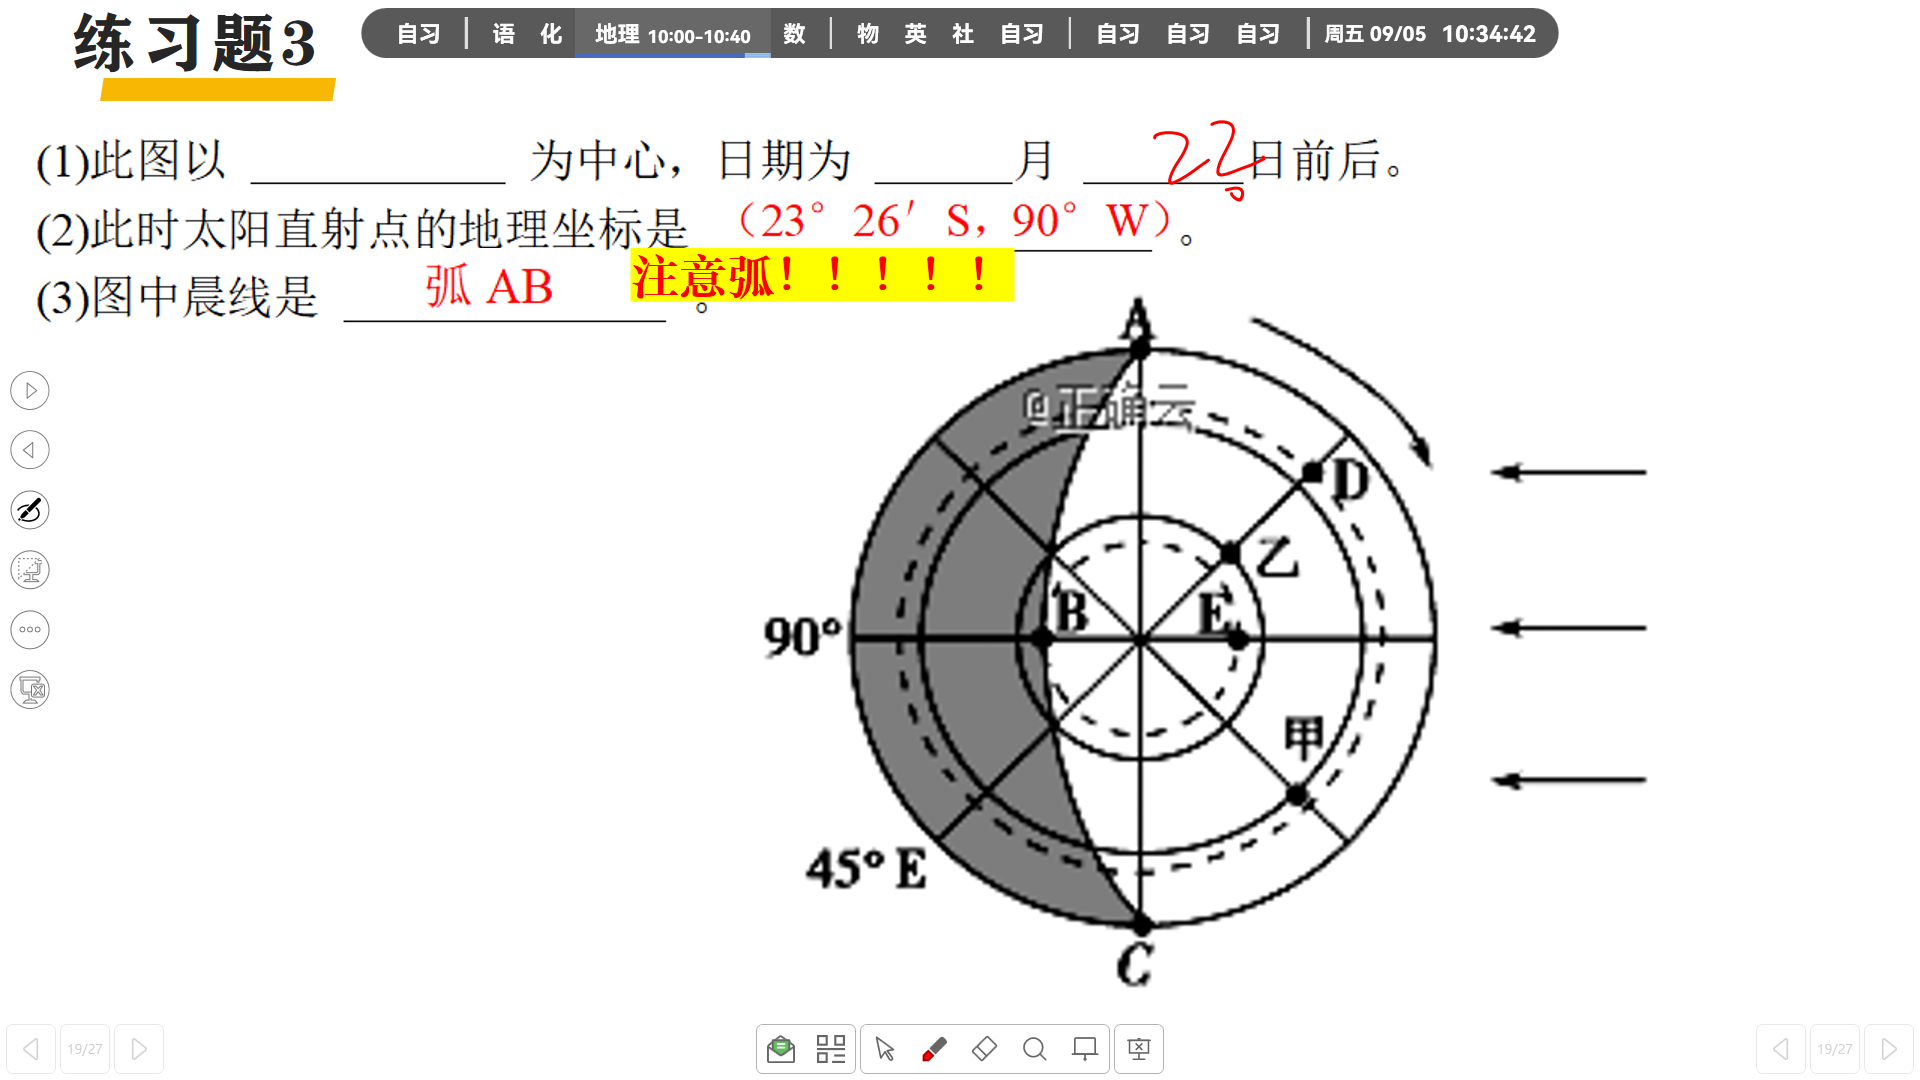 练习题3
自习 | 语 化 地理 10:00-10:40 数 | 物 英 社 自习 | 自习 自习 自习 | 周五 09/05 10:34:42
(1)此图以 ____ 为中心，日期为 ____ 月 22 日前后。
(2)此时太阳直射点的地理坐标是 （23°26′S，90°W）。
(3)图中晨线是 弧 AB 。
注意弧！！！！！
A
@正确云
D
乙
B
E
90°
甲
45°E
C
19/27
19/27